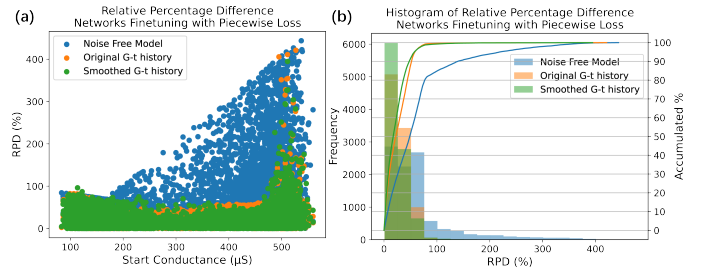 (a)
Relative Percentage Difference
Networks Finetuning with Piecewise Loss
Noise Free Model
Original G-t history
Smoothed G-t history
RPD (%)
400
300
200
100
0
100
200
300
400
500
Start Conductance (μS)
(b)
Histogram of Relative Percentage Difference
Networks Finetuning with Piecewise Loss
Noise Free Model
Original G-t history
Smoothed G-t history
Frequency
6000
5000
4000
3000
2000
1000
0
100
90
80
70
60
50
40
30
20
10
0
Accumulated %
0
100
200
300
400
RPD (%)